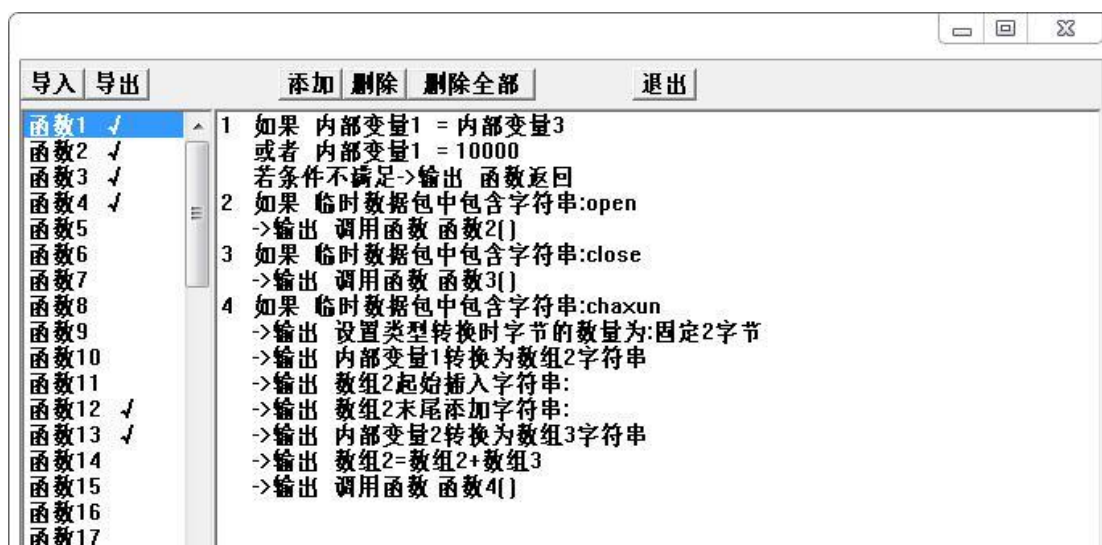 导入 导出 添加 删除 删除全部 退出
函数1 √
函数2 √
函数3 √
函数4 √
函数5
函数6
函数7
函数8
函数9
函数10
函数11
函数12 √
函数13 √
函数14
函数15
函数16
函数17
1 如果 内部变量1 = 内部变量3
或者 内部变量1 = 10000
若条件不满足->输出 函数返回
2 如果 临时数据包中包含字符串:open
->输出 调用函数 函数2()
3 如果 临时数据包中包含字符串:close
->输出 调用函数 函数3()
4 如果 临时数据包中包含字符串:chaxun
->输出 设置类型转换时字节的数量为:固定2字节
->输出 内部变量1转换为数组2字符串
->输出 数组2起始插入字符串:
->输出 数组2末尾添加字符串:
->输出 内部变量2转换为数组3字符串
->输出 数组2=数组2+数组3
->输出 调用函数 函数4()